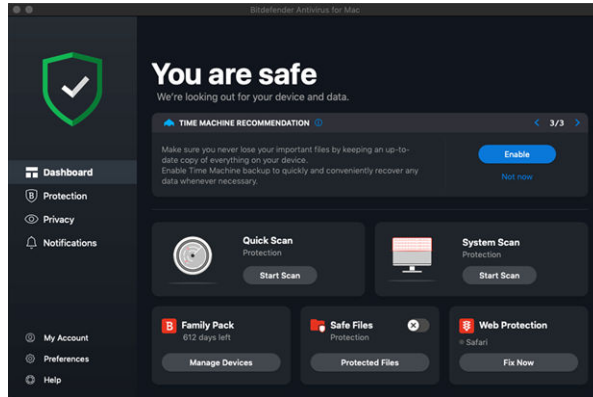 Bitdefender Antivirus for Mac
You are safe
We're looking out for your device and data.
TIME MACHINE RECOMMENDATION
3/3
Make sure you never lose your important files by keeping an up-to-
date copy of everything on your device.
Enable Time Machine backup to quickly and conveniently recover any
data whenever necessary.
Enable
Not now
Dashboard
B Protection
Privacy
Notifications
Quick Scan
Protection
Start Scan
System Scan
Protection
Start Scan
B Family Pack
612 days left
Manage Devices
Safe Files
Protection
Protected Files
Web Protection
Safari
Fix Now
My Account
Preferences
Help